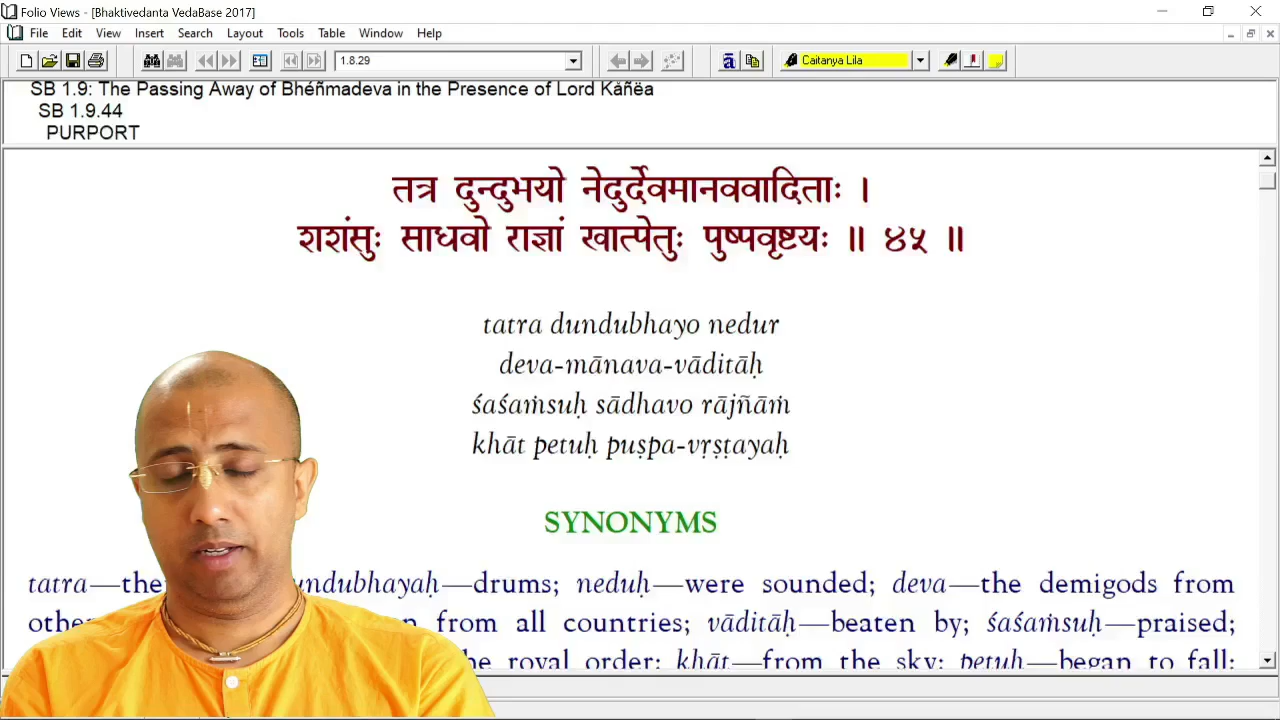 Folio Views - [Bhaktivedanta VedaBase 2017]
File Edit View Insert Search Layout Tools Table Window Help
1.8.29 Caitanya Lila
SB 1.9: The Passing Away of Bhéñmadeva in the Presence of Lord Kåñëa
SB 1.9.44
PURPORT
तत्र दुन्दुभयो नेदुर्देवमानववादिताः ।
शशंसुः साधवो राज्ञां खात्पेतुः पुष्पवृष्टयः ॥ ४५ ॥
tatra dundubhayo nedur
deva-mānava-vāditāḥ
śaśaṁsuḥ sādhavo rājñāṁ
khāt petuḥ puṣpa-vṛṣṭayaḥ
SYNONYMS
tatra—the undubhayaḥ—drums; neduḥ—were sounded; deva—the demigods from
othe from all countries; vāditāḥ—beaten by; śaśaṁsuḥ—praised;
he royal order; khāt—from the sky; petuḥ—began to fall;